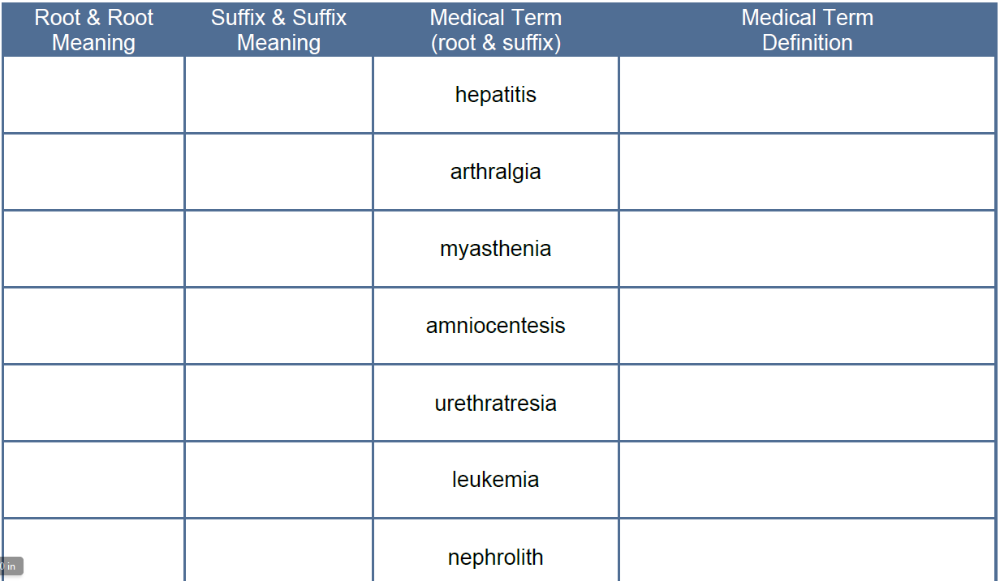 Root & Root Suffix & Suffix Medical Term Medical Term
Meaning Meaning (root & suffix) Definition
hepatitis
arthralgia
myasthenia
amniocentesis
urethratresia
leukemia
nephrolith
0 in